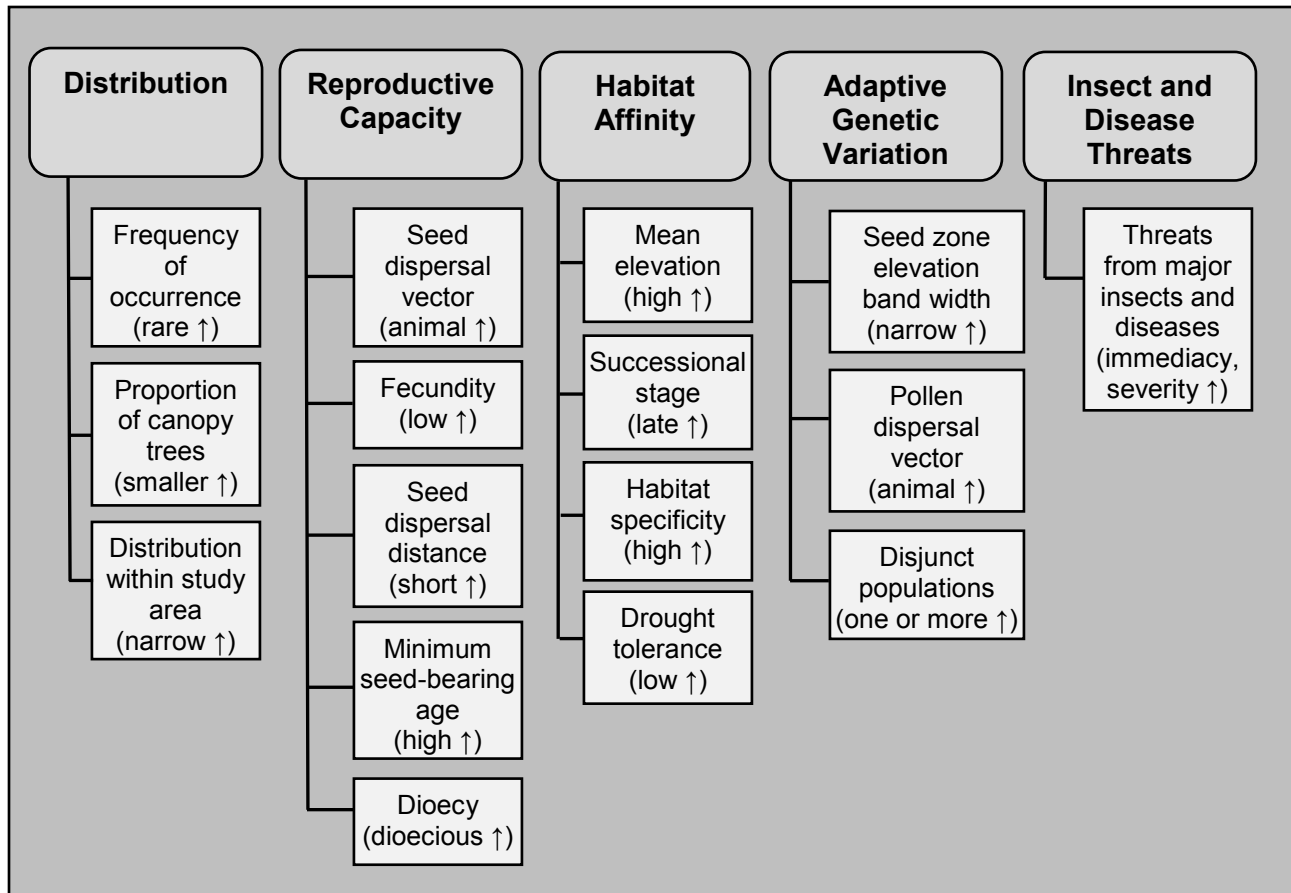 Distribution
Frequency
of
occurrence
(rare ↑)
Proportion
of canopy
trees
(smaller ↑)
Distribution
within study
area
(narrow ↑)
Reproductive
Capacity
Seed
dispersal
vector
(animal ↑)
Fecundity
(low ↑)
Seed
dispersal
distance
(short ↑)
Minimum
seed-bearing
age
(high ↑)
Dioecy
(dioecious ↑)
Habitat
Affinity
Mean
elevation
(high ↑)
Successional
stage
(late ↑)
Habitat
specificity
(high ↑)
Drought
tolerance
(low ↑)
Adaptive
Genetic
Variation
Seed zone
elevation
band width
(narrow ↑)
Pollen
dispersal
vector
(animal ↑)
Disjunct
populations
(one or more ↑)
Insect and
Disease
Threats
Threats
from major
insects and
diseases
(immediacy,
severity ↑)